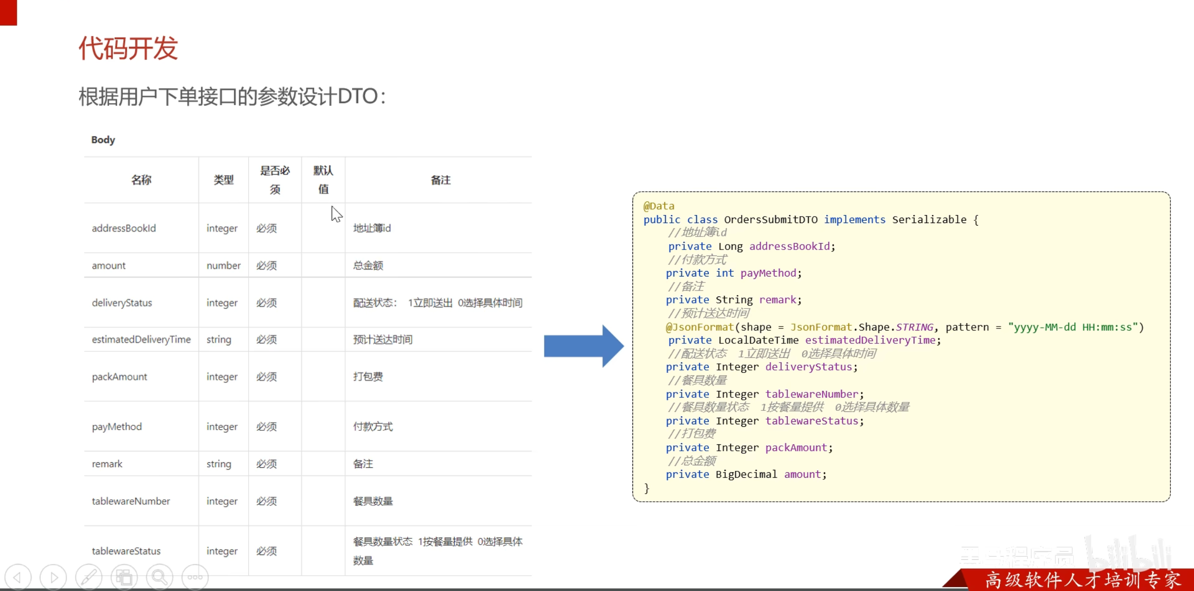 代码开发
根据用户下单接口的参数设计DTO：
Body
名称 类型 是否必须 默认值 备注
addressBookId integer 必须 地址簿id
amount number 必须 总金额
deliveryStatus integer 必须 配送状态： 1立即送出 0选择具体时间
estimatedDeliveryTime string 必须 预计送达时间
packAmount integer 必须 打包费
payMethod integer 必须 付款方式
remark string 必须 备注
tablewareNumber integer 必须 餐具数量
tablewareStatus integer 必须 餐具数量状态 1按餐量提供 0选择具体数量
@Data
public class OrdersSubmitDTO implements Serializable {
//地址簿id
private Long addressBookId;
//付款方式
private int payMethod;
//备注
private String remark;
//预计送达时间
@JsonFormat(shape = JsonFormat.Shape.STRING, pattern = "yyyy-MM-dd HH:mm:ss")
private LocalDateTime estimatedDeliveryTime;
//配送状态 1立即送出 0选择具体时间
private Integer deliveryStatus;
//餐具数量
private Integer tablewareNumber;
//餐具数量状态 1按餐量提供 0选择具体数量
private Integer tablewareStatus;
//打包费
private Integer packAmount;
//总金额
private BigDecimal amount;
}
bilibili
高级软件人才培训专家